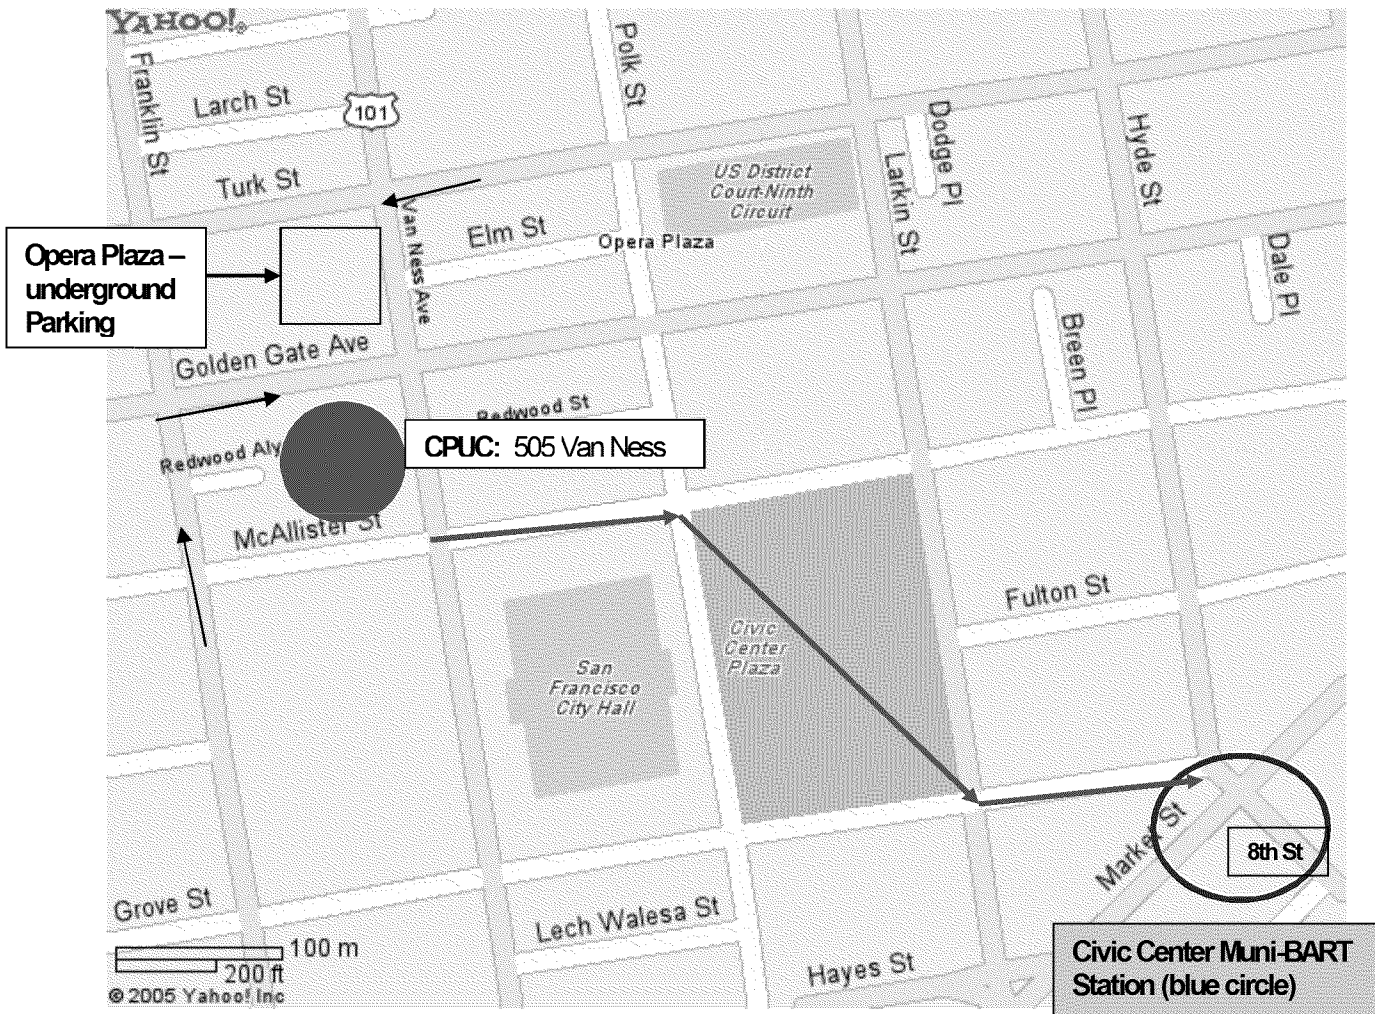 YAHOO!®
Franklin St
Larch St
101
Turk St
Polk St
Dodge Pl
Larkin St
Hyde St
Dale Pl
Breen Pl
US District
Court-Ninth
Circuit
Van Ness Ave
Elm St
Opera Plaza
Opera Plaza –
underground
Parking
Golden Gate Ave
Redwood St
Redwood Aly
CPUC: 505 Van Ness
McAllister St
Fulton St
Civic
Center
Plaza
San
Francisco
City Hall
Market St
8th St
Grove St
Lech Walesa St
Hayes St
100 m
200 ft
© 2005 Yahoo! Inc
Civic Center Muni-BART
Station (blue circle)